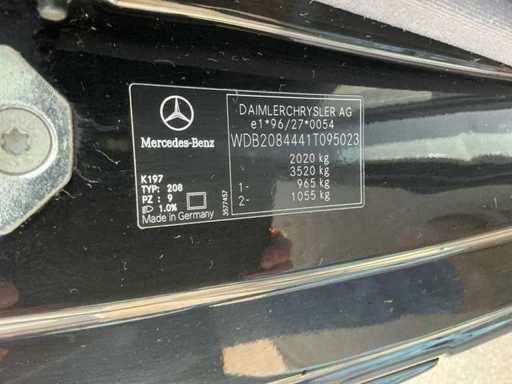 DAIMLERCHRYSLER AG
e1*96/27*0054
WDB2084441T095023
2020 kg
3520 kg
1- 965 kg
2- 1055 kg
Mercedes-Benz
K197
TYP: 208
PZ : 9
1.0%
Made in Germany
3577457